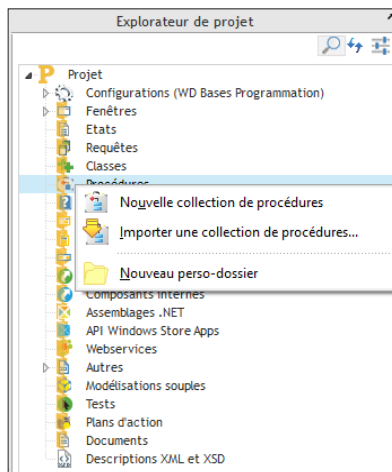 Explorateur de projet
Projet
Configurations (WD Bases Programmation)
Fenêtres
Etats
Requêtes
Classes
Procédures
Nouvelle collection de procédures
Importer une collection de procédures...
Nouveau perso-dossier
Composants internes
Assemblages .NET
API Windows Store Apps
Webservices
Autres
Modélisations souples
Tests
Plans d'action
Documents
Descriptions XML et XSD